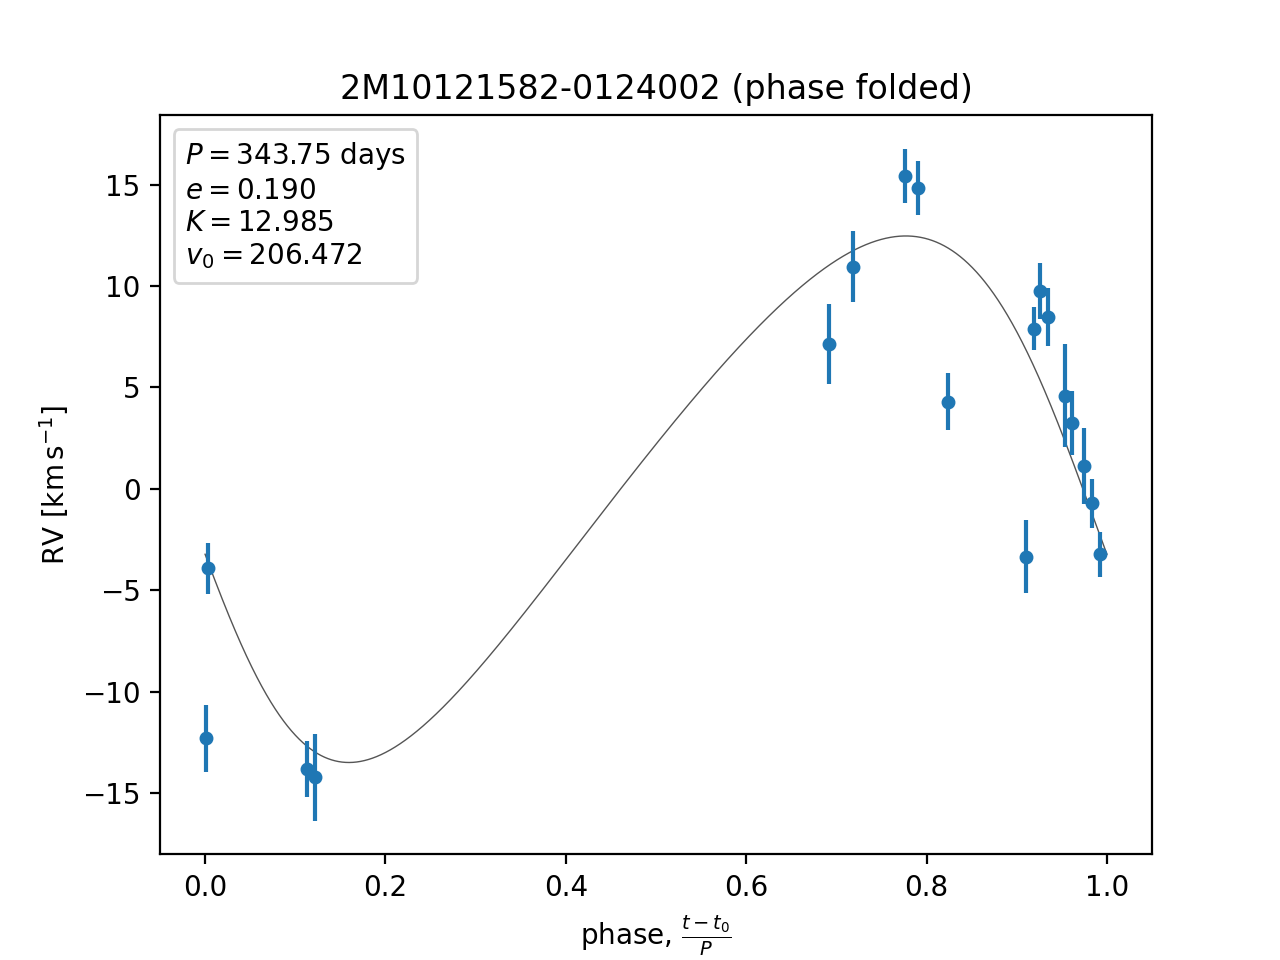 2M10121582-0124002 (phase folded)
P = 343.75 days
e = 0.190
K = 12.985
v₀ = 206.472
15
10
5
0
−5
−10
−15
RV [km s⁻¹]
0.0 0.2 0.4 0.6 0.8 1.0
phase, (t − t₀)/P